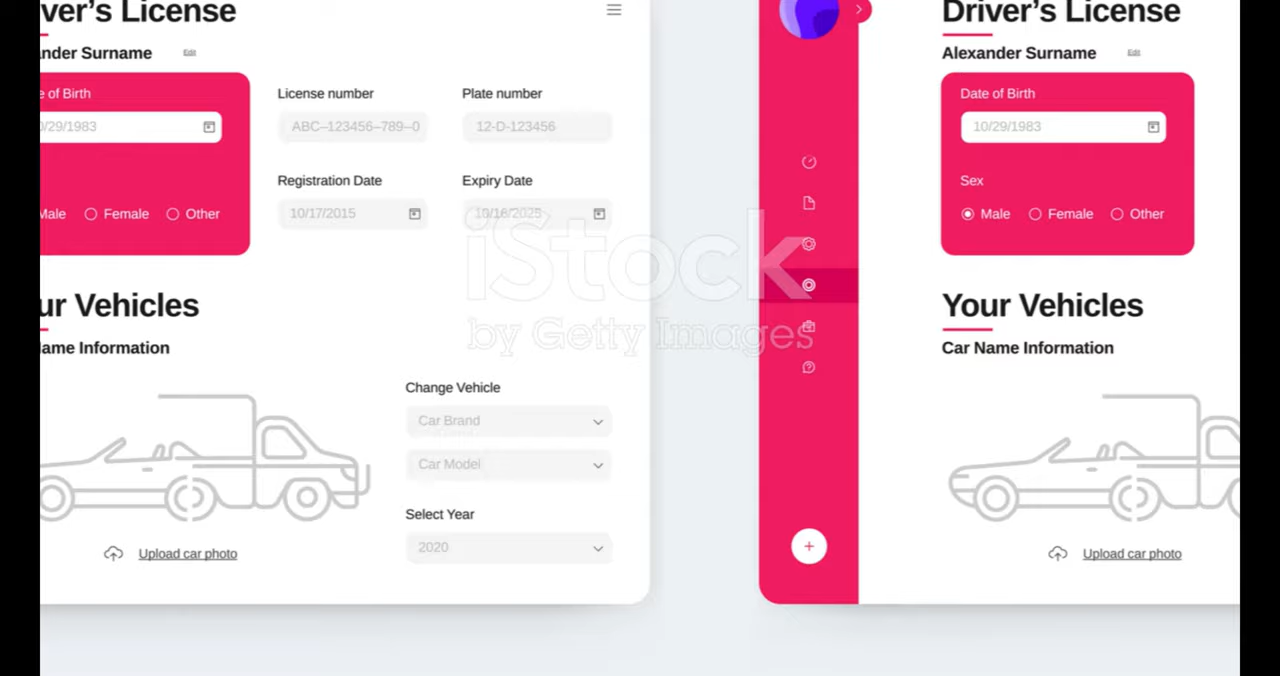 ver’s License
nder Surname
Edit
e of Birth
0/29/1983
Male
Female
Other
License number
ABC–123456–789–0
Plate number
12-D-123456
Registration Date
10/17/2015
Expiry Date
10/16/2025
ur Vehicles
ame Information
Change Vehicle
Car Brand
Car Model
Select Year
2020
Upload car photo
iStock
by Getty Images
Driver’s License
Alexander Surname
Edit
Date of Birth
10/29/1983
Sex
Male
Female
Other
Your Vehicles
Car Name Information
Upload car photo